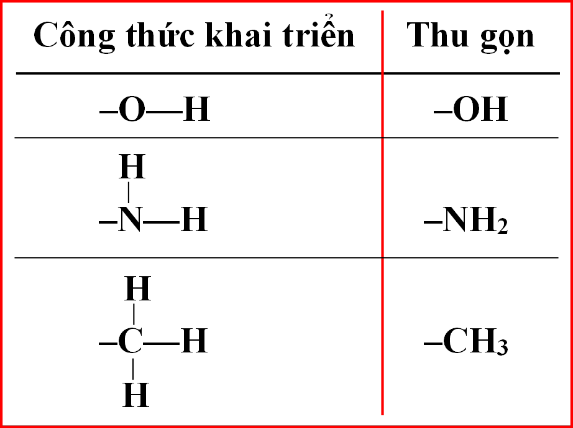 Công thức khai triển Thu gọn
–O—H –OH
H
|
–N—H –NH₂
H
|
–C—H –CH₃
|
H